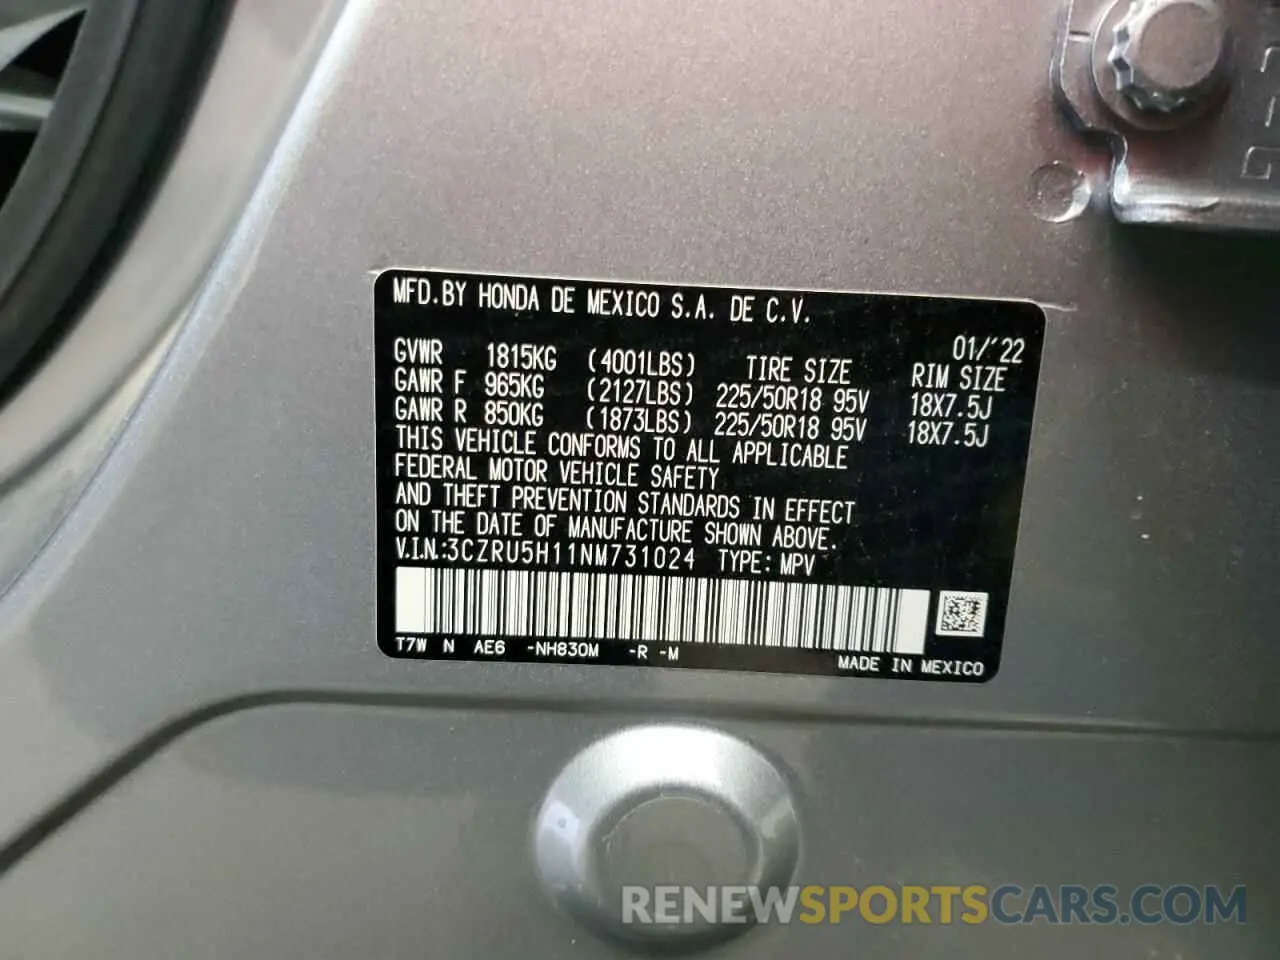 MFD.BY HONDA DE MEXICO S.A. DE C.V.
01/'22
GVWR 1815KG (4001LBS) TIRE SIZE RIM SIZE
GAWR F 965KG (2127LBS) 225/50R18 95V 18X7.5J
GAWR R 850KG (1873LBS) 225/50R18 95V 18X7.5J
THIS VEHICLE CONFORMS TO ALL APPLICABLE
FEDERAL MOTOR VEHICLE SAFETY
AND THEFT PREVENTION STANDARDS IN EFFECT
ON THE DATE OF MANUFACTURE SHOWN ABOVE.
V.I.N:3CZRU5H11NM731024 TYPE: MPV
T7W N AE6 -NH830M -R -M
MADE IN MEXICO
RENEWSPORTSCARS.COM